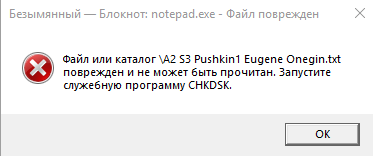 Безымянный — Блокнот: notepad.exe - Файл поврежден
Файл или каталог \A2 S3 Pushkin1 Eugene Onegin.txt
поврежден и не может быть прочитан. Запустите
служебную программу CHKDSK.
OK